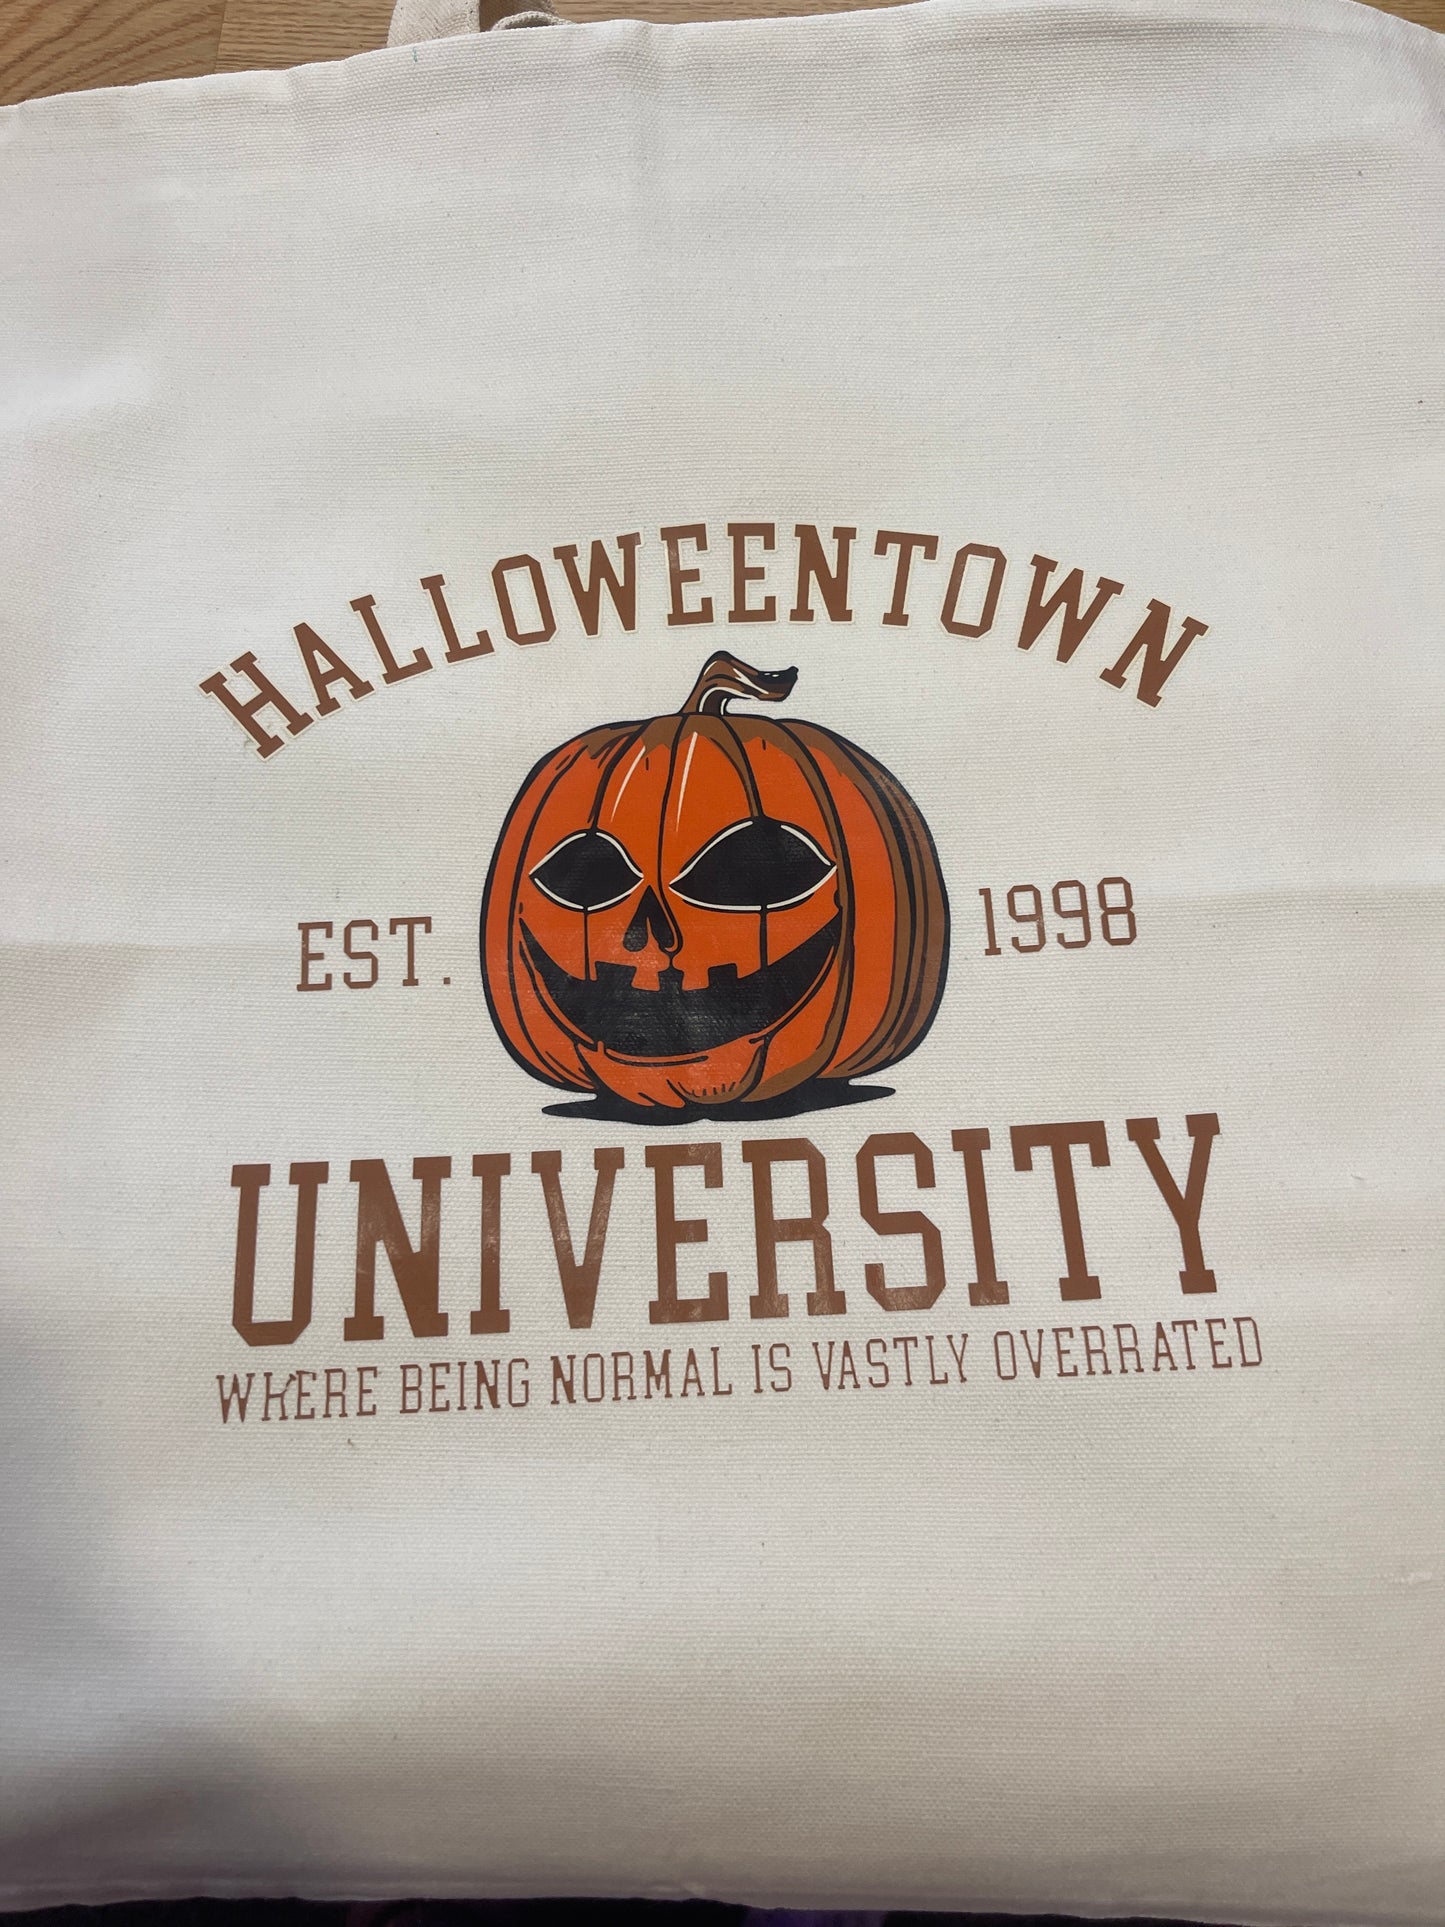 HALLOWEENTOWN
EST. 1998
UNIVERSITY
WHERE BEING NORMAL IS VASTLY OVERRATED